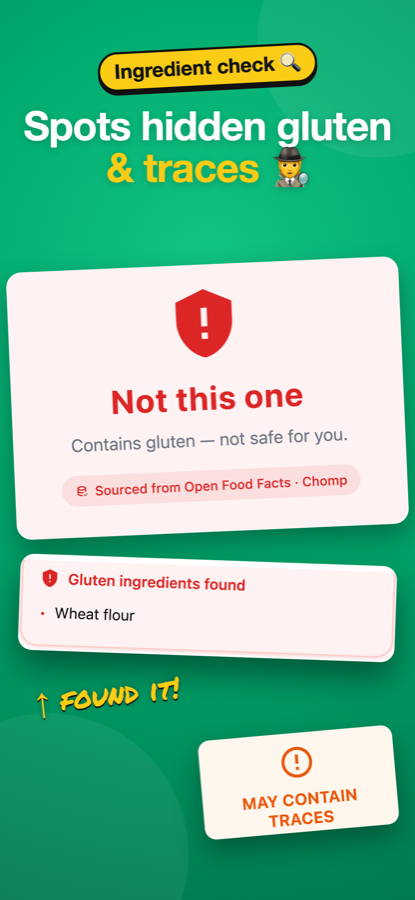 Ingredient check 🔍
Spots hidden gluten
& traces 🕵️
Not this one
Contains gluten — not safe for you.
Sourced from Open Food Facts · Chomp
Gluten ingredients found
• Wheat flour
↑ FOUND IT!
MAY CONTAIN
TRACES